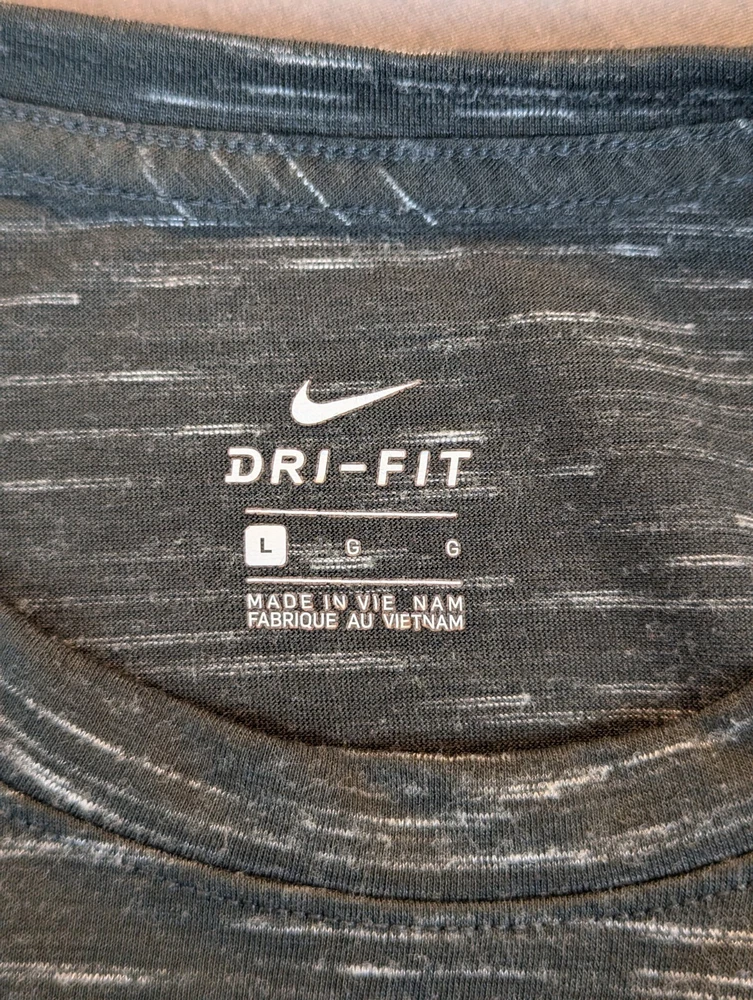 DRI-FIT
L G G
MADE IN VIE NAM
FABRIQUE AU VIETNAM